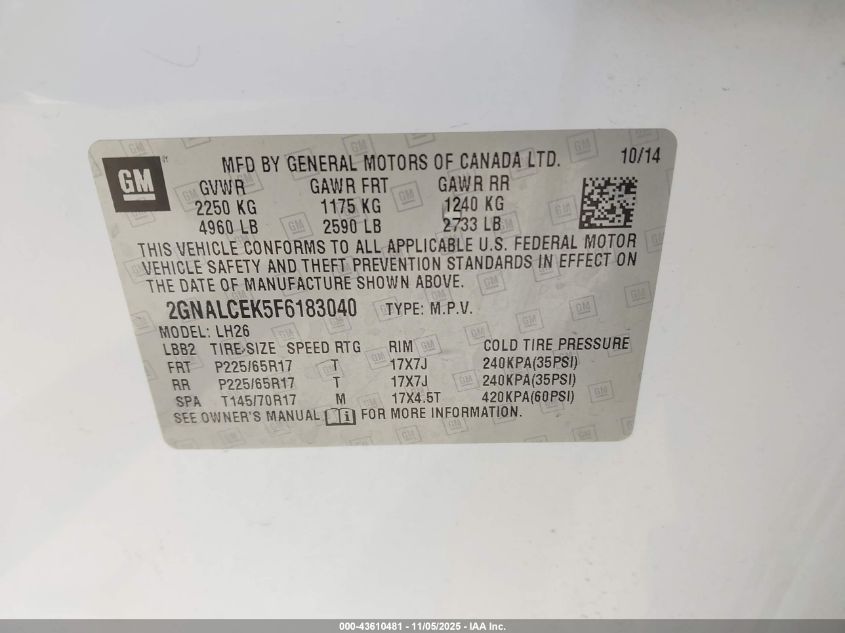 GM
MFD BY GENERAL MOTORS OF CANADA LTD. 10/14
GVWR GAWR FRT GAWR RR
2250 KG 1175 KG 1240 KG
4960 LB 2590 LB 2733 LB
THIS VEHICLE CONFORMS TO ALL APPLICABLE U.S. FEDERAL MOTOR
VEHICLE SAFETY AND THEFT PREVENTION STANDARDS IN EFFECT ON
THE DATE OF MANUFACTURE SHOWN ABOVE.
2GNALCEK5F6183040 TYPE: M.P.V.
MODEL: LH26
LBB2 TIRE SIZE SPEED RTG RIM COLD TIRE PRESSURE
FRT P225/65R17 T 17X7J 240KPA(35PSI)
RR P225/65R17 T 17X7J 240KPA(35PSI)
SPA T145/70R17 M 17X4.5T 420KPA(60PSI)
SEE OWNER'S MANUAL i FOR MORE INFORMATION.
000-43610481 - 11/05/2025 - IAA Inc.